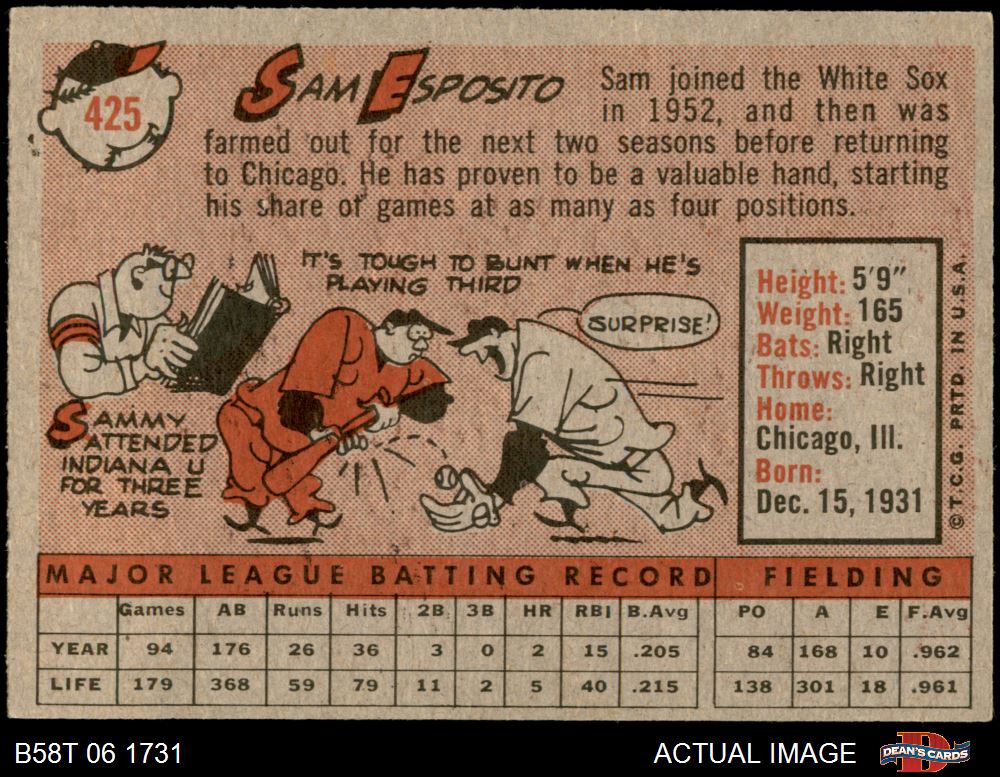 425
SAM ESPOSITO
Sam joined the White Sox
in 1952, and then was
farmed out for the next two seasons before returning
to Chicago. He has proven to be a valuable hand, starting
his share of games at as many as four positions.
IT'S TOUGH TO BUNT WHEN HE'S
PLAYING THIRD
SURPRISE!
SAMMY
ATTENDED
INDIANA U
FOR THREE
YEARS
Height: 5'9"
Weight: 165
Bats: Right
Throws: Right
Home:
Chicago, Ill.
Born:
Dec. 15, 1931
© T.C.G. PRTD. IN U.S.A.
MAJOR LEAGUE BATTING RECORD FIELDING
Games AB Runs Hits 2B 3B HR RBI B.Avg PO A E F.Avg
YEAR 94 176 26 36 3 0 2 15 .205 84 168 10 .962
LIFE 179 368 59 79 11 2 5 40 .215 138 301 18 .961
B58T 06 1731 ACTUAL IMAGE DEAN'S CARDS